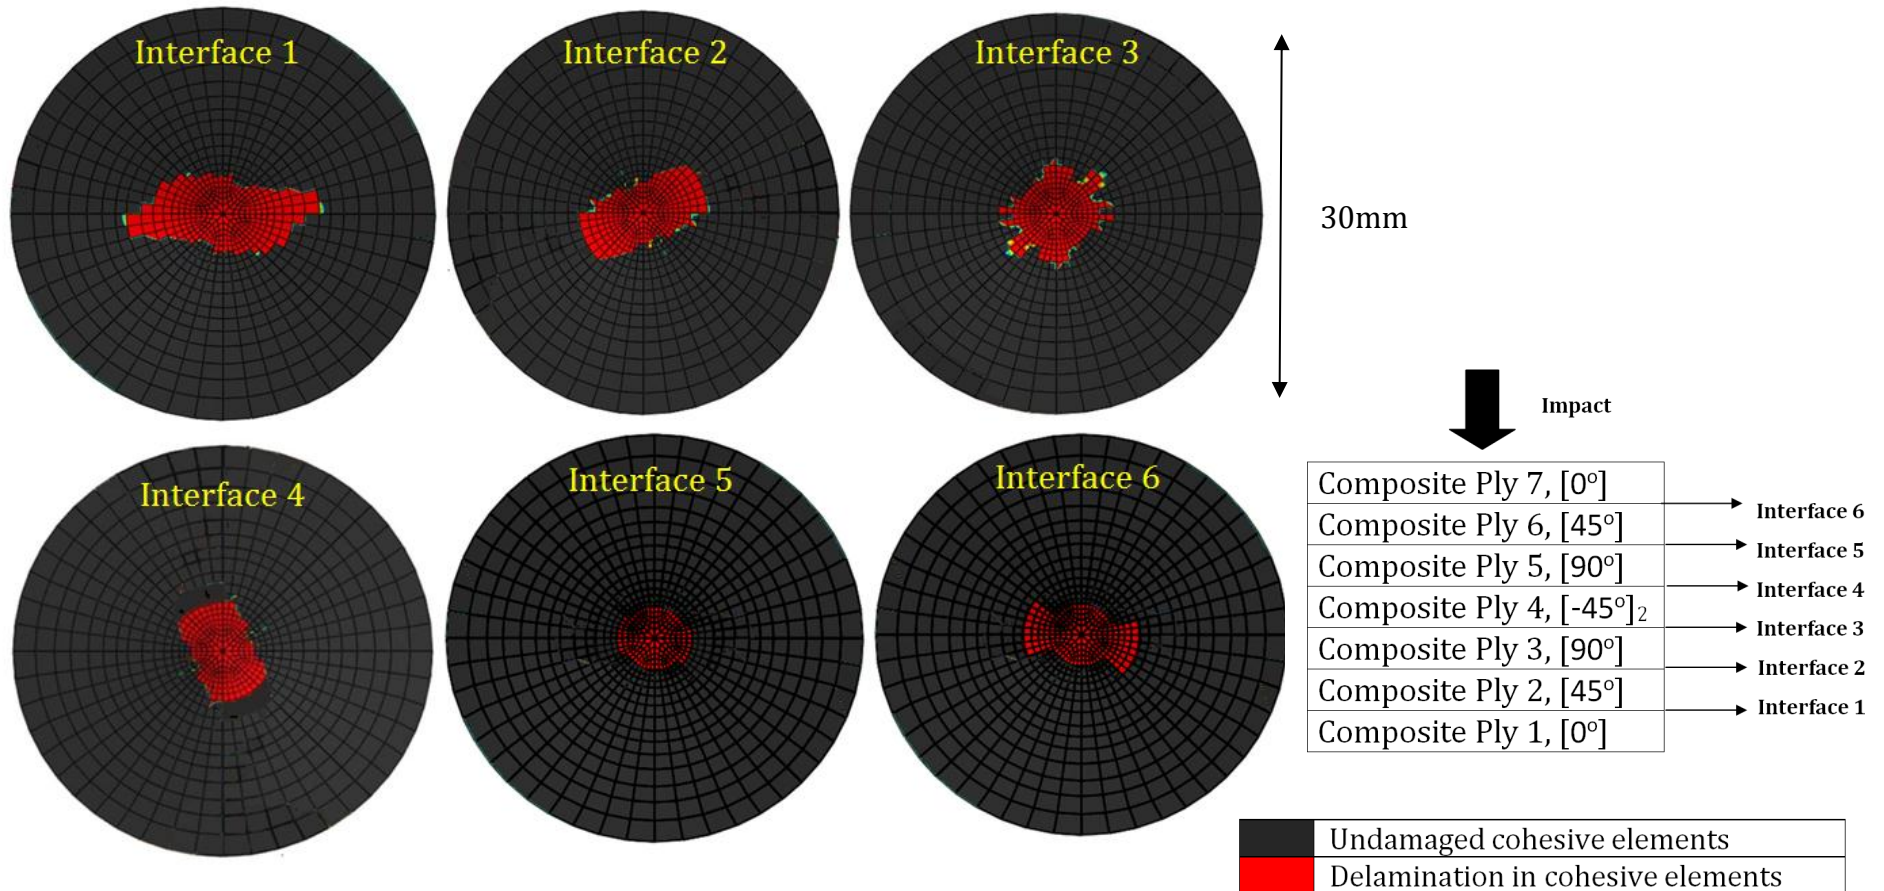 Interface 1
Interface 2
Interface 3
30mm
Impact
Interface 4
Interface 5
Interface 6
Composite Ply 7, [0°]
Composite Ply 6, [45°]
Composite Ply 5, [90°]
Composite Ply 4, [-45°]2
Composite Ply 3, [90°]
Composite Ply 2, [45°]
Composite Ply 1, [0°]
Interface 6
Interface 5
Interface 4
Interface 3
Interface 2
Interface 1
Undamaged cohesive elements
Delamination in cohesive elements